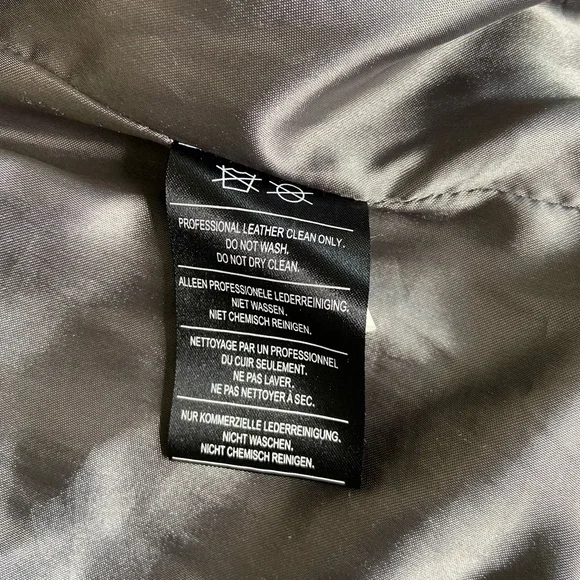 PROFESSIONAL LEATHER CLEAN ONLY.
DO NOT WASH.
DO NOT DRY CLEAN.
ALLEEN PROFESSIONELE LEDERREINIGING.
NIET WASSEN.
NIET CHEMISCH REINIGEN.
NETTOYAGE PAR UN PROFESSIONNEL
DU CUIR SEULEMENT.
NE PAS LAVER.
NE PAS NETTOYER À SEC.
NUR KOMMERZIELLE LEDERREINIGUNG.
NICHT WASCHEN,
NICHT CHEMISCH REINIGEN.